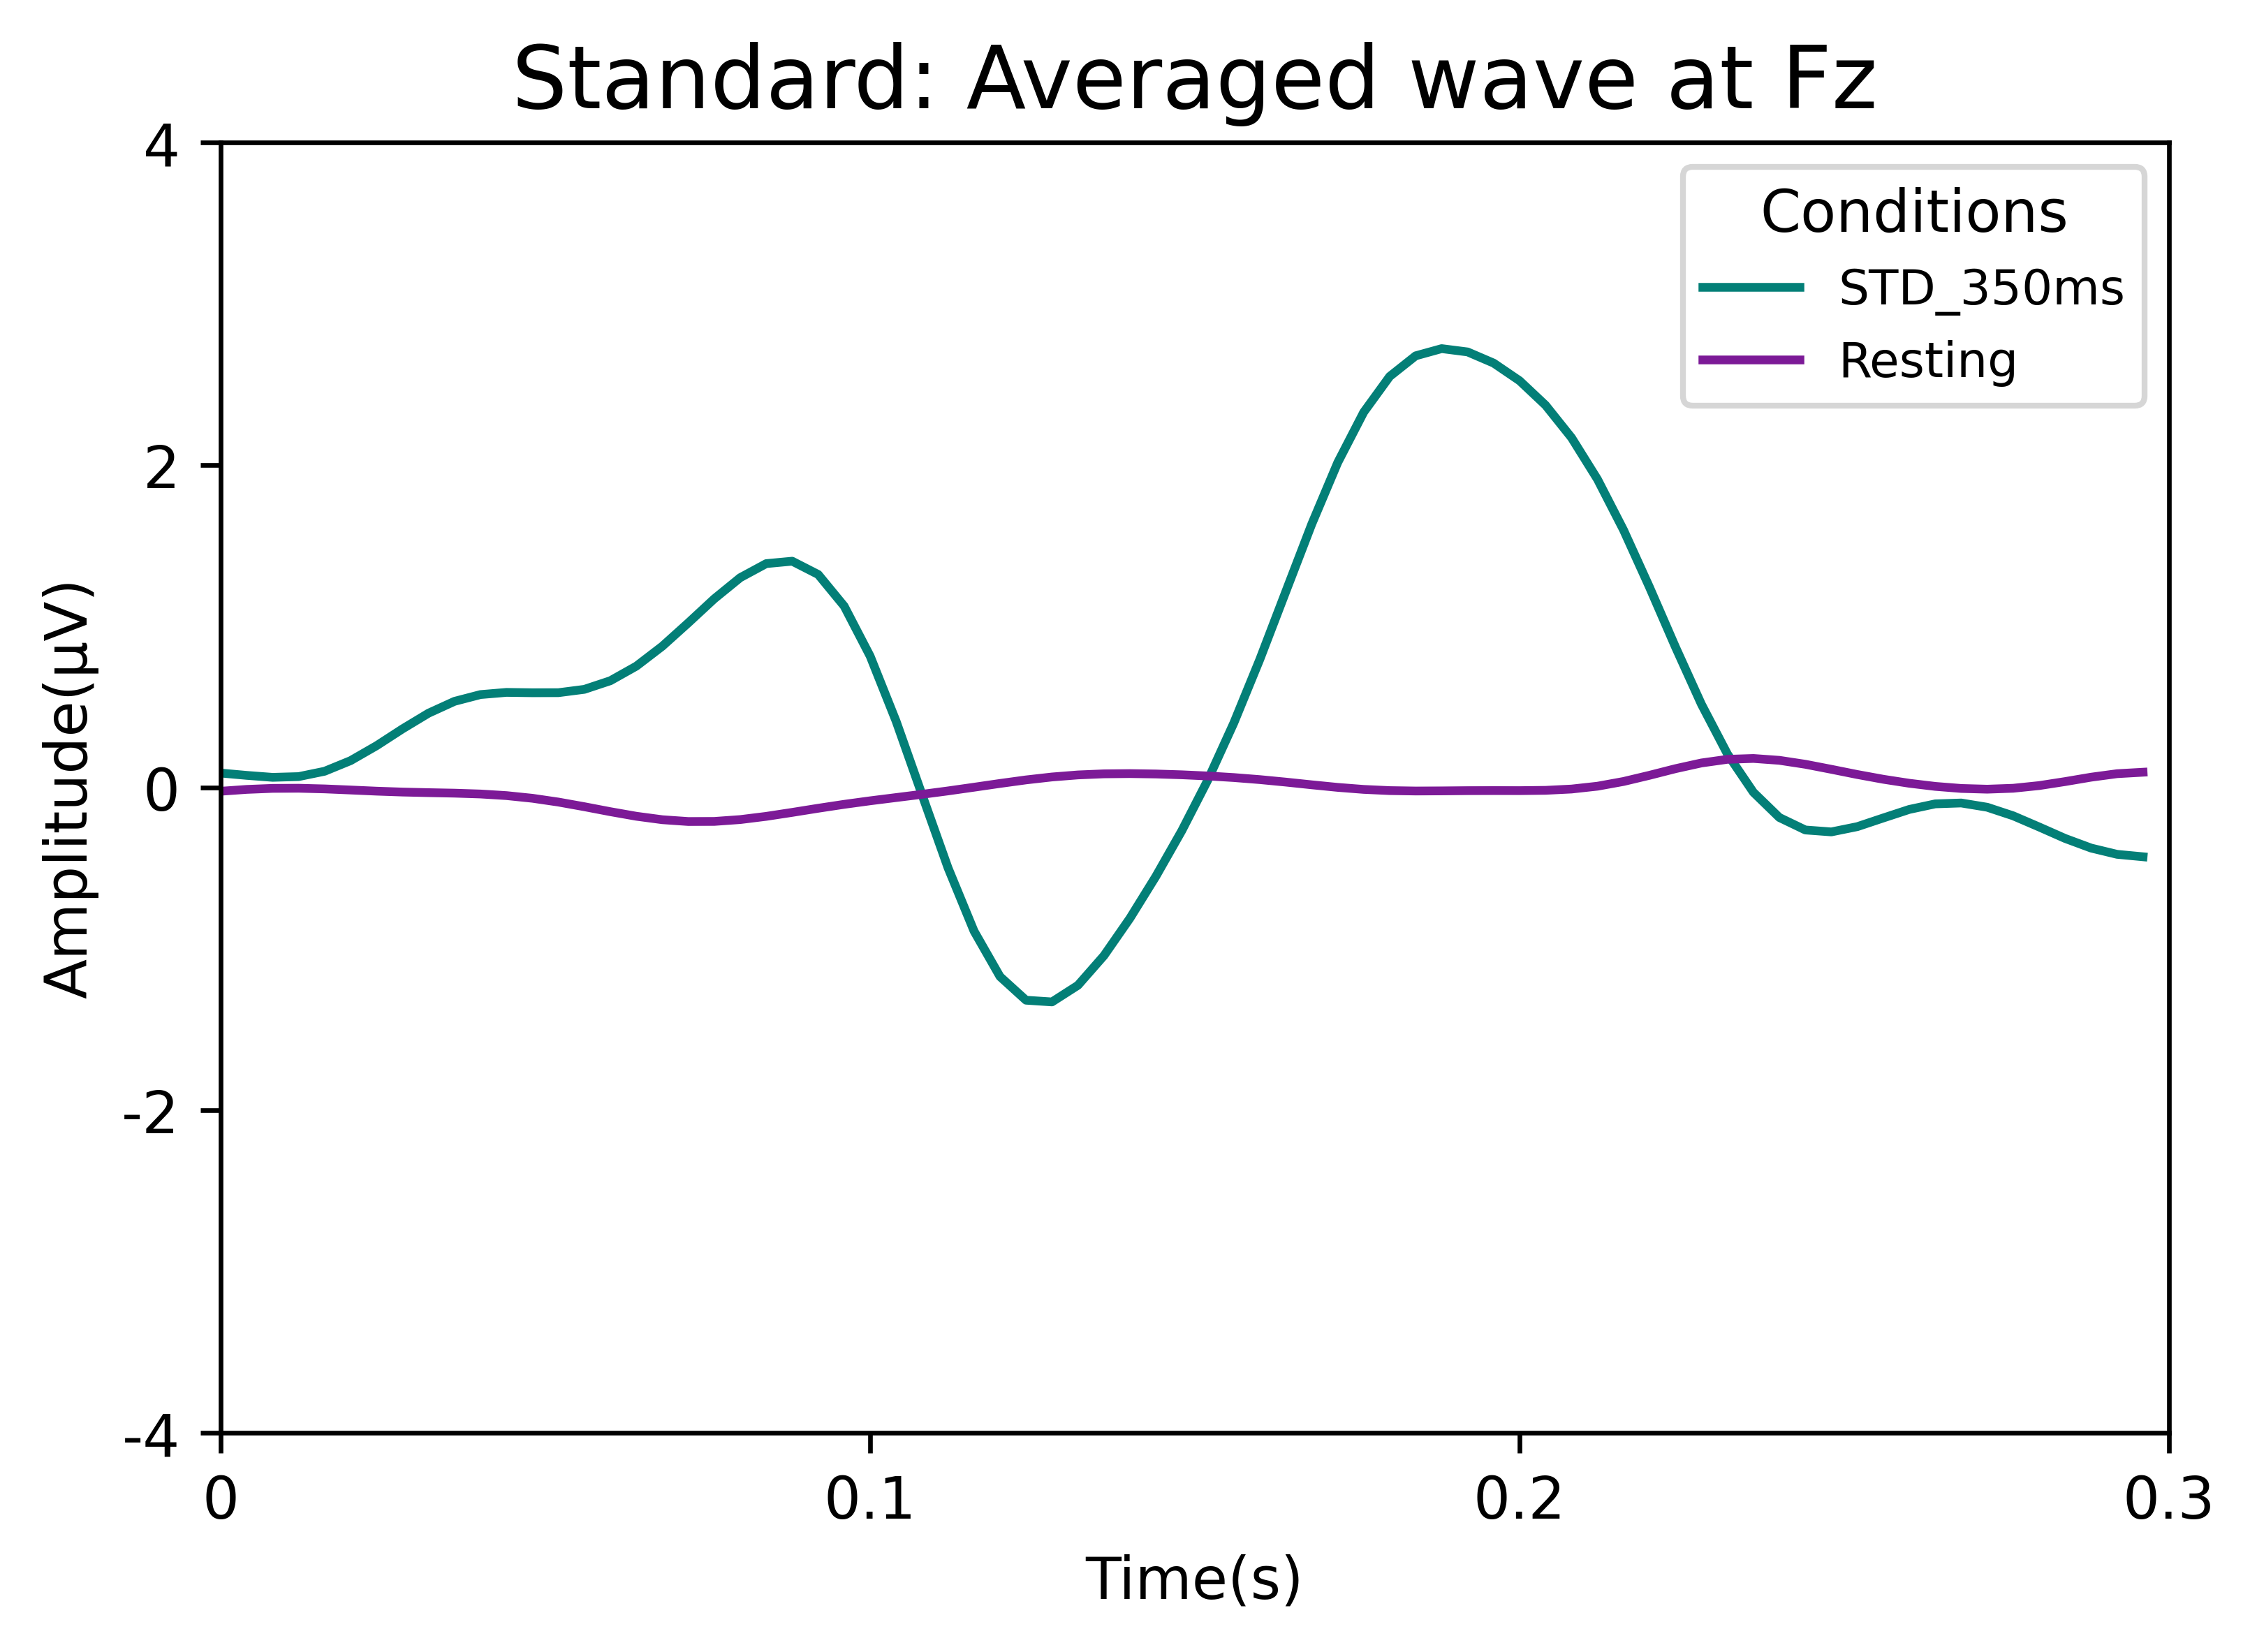 Standard: Averaged wave at Fz
Conditions
STD_350ms
Resting
Amplitude(µV)
4
2
0
-2
-4
0
0.1
0.2
0.3
Time(s)